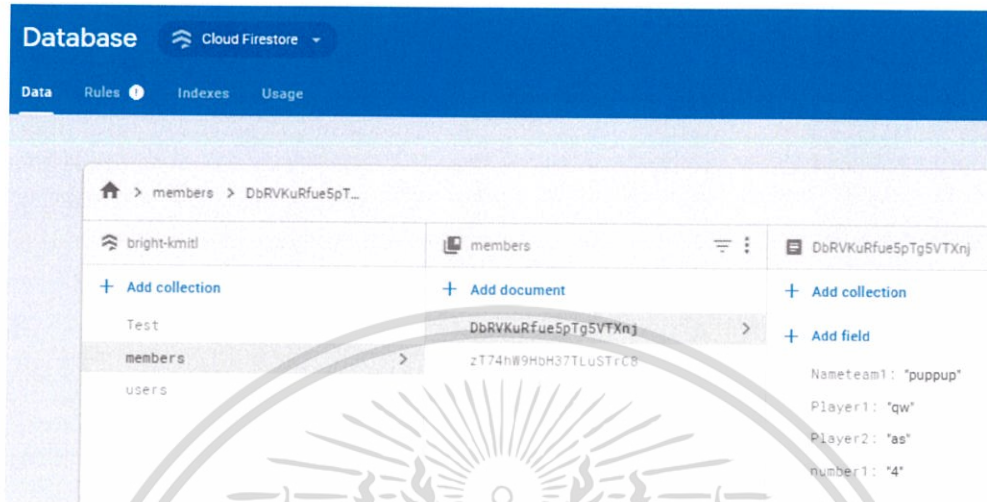 Database Cloud Firestore
Data Rules ! Indexes Usage
> members > DbRVKuRfue5pT...
bright-kmitl
+ Add collection
Test
members >
users
members
+ Add document
DbRVKuRfue5pTg5VTXnj >
zT74hW9HbH37TLuSTrC8
DbRVKuRfue5pTg5VTXnj
+ Add collection
+ Add field
Nameteam1: "puppup"
Player1: "qw"
Player2: "as"
number1: "4"